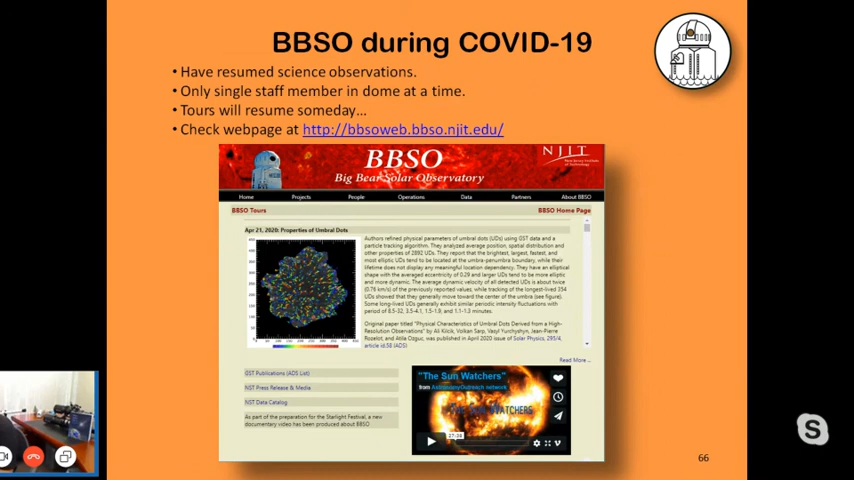 BBSO during COVID-19
• Have resumed science observations.
• Only single staff member in dome at a time.
• Tours will resume someday…
• Check webpage at http://bbsoweb.bbso.njit.edu/
BBSO
Big Bear Solar Observatory
NJIT
Home Projects People Operations Data Partners About BBSO
BBSO Tours
BBSO Home Page
Apr 21, 2020: Properties of Umbral Dots
Authors refined physical parameters of umbral dots (UDs) using GST data and a
particle tracking algorithm. They analyzed average position, spatial distribution and
other properties of 2892 UDs. They report that the brightest, largest, fastest, and
most elliptic UDs tend to be located at the umbra-penumbra boundary, while their
lifetime does not display any meaningful location dependency. They have an elliptical
shape with the averaged eccentricity of 0.29 and larger UDs tend to be more elliptic
and more dynamic. The average dynamic velocity of all detected UDs is about twice
(0.76 km/s) of the previously reported values, while tracking of the longest-lived 354
UDs showed that they generally move toward the center of the umbra (see figure).
Some long-lived UDs generally exhibit similar periodic intensity fluctuations with
period of 8.5-32, 3.5-4.1, 1.5-1.9, and 1.1-1.3 minutes.
Original paper titled "Physical Characteristics of Umbral Dots Derived from a High-
Resolution Observations" by Ali Kilcik, Volkan Sarp, Vasyl Yurchyshyn, Jean-Pierre
Rozelot, and Atila Ozguc, was published in April 2020 issue of Solar Physics, 295/4,
article id.58 (ADS)
Read More ...
GST Publications (ADS List)
NST Press Release & Media
NST Data Catalog
As part of the preparation for the Starlight Festival, a new
documentary video has been produced about BBSO
"The Sun Watchers"
from AstronomyOutreach network
THE SUN WATCHERS
27:26
66